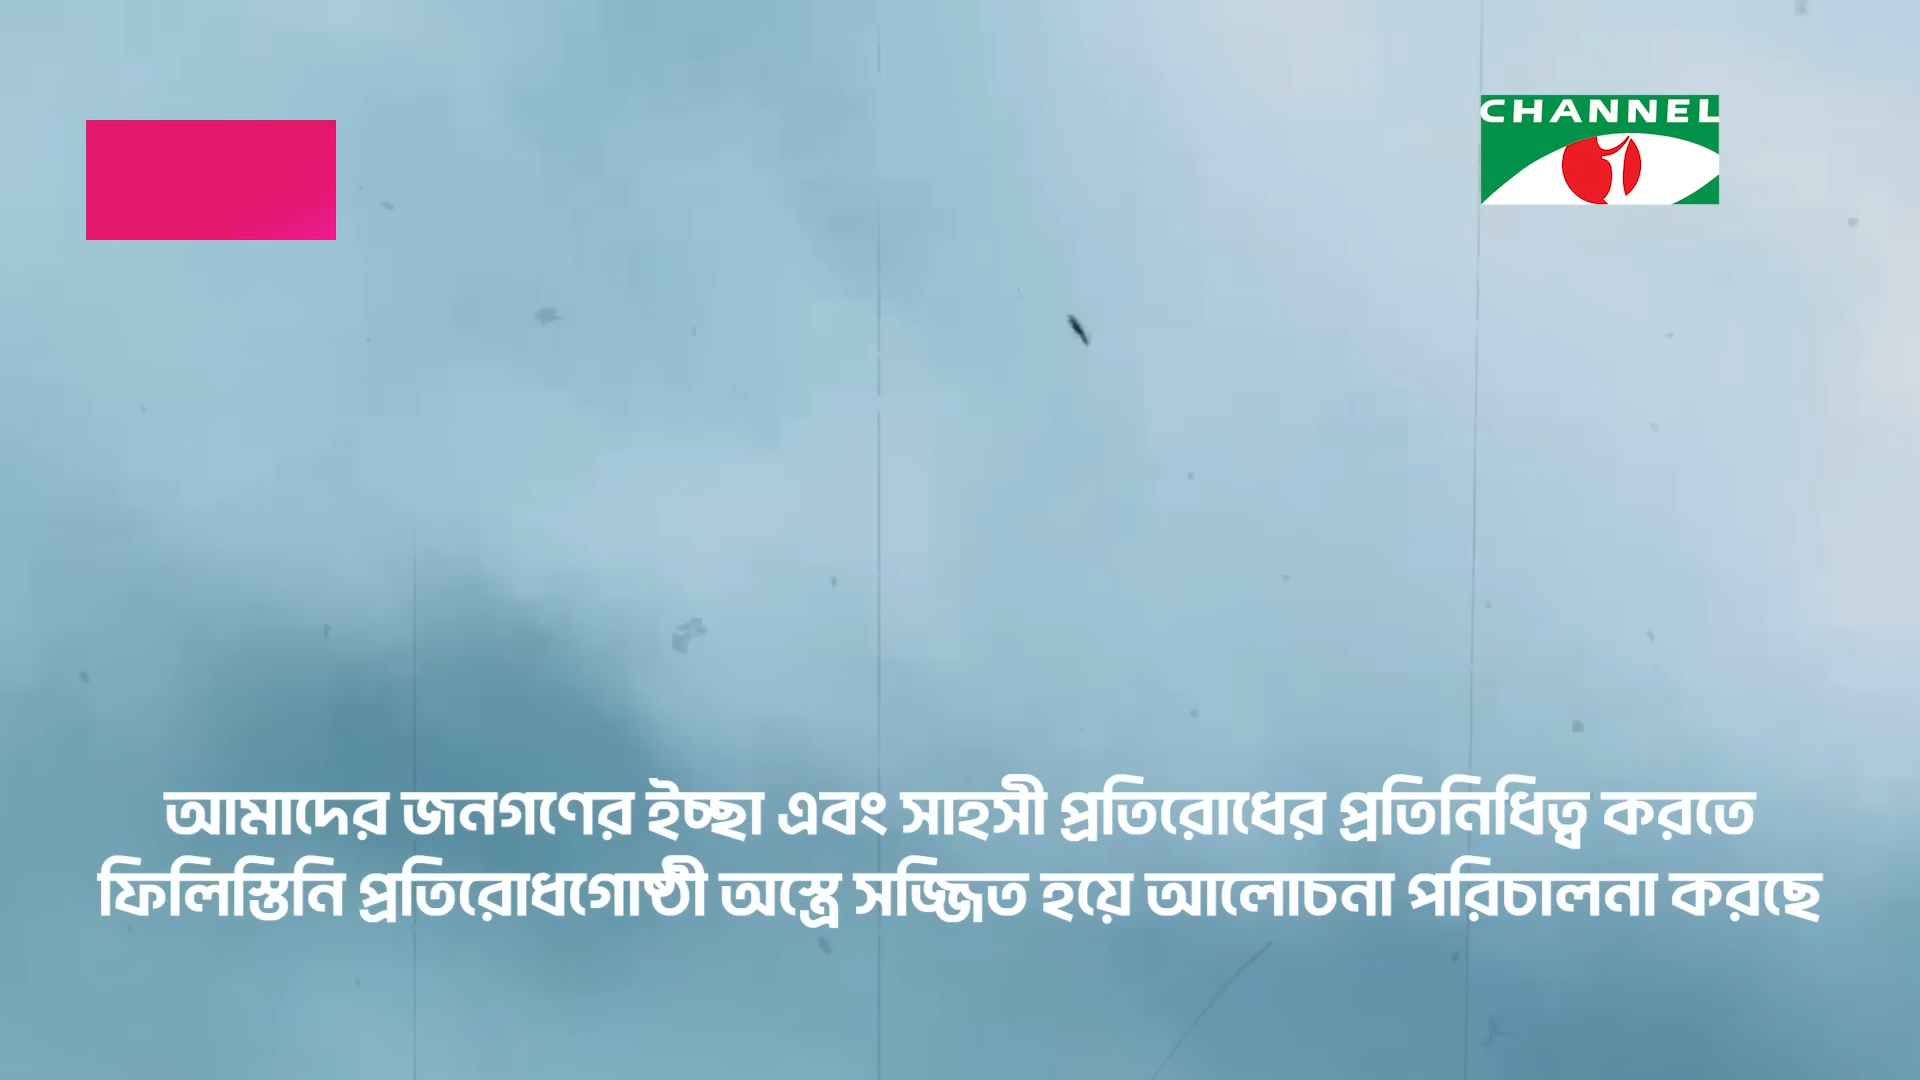 CHANNEL
i
আমাদের জনগণের ইচ্ছা এবং সাহসী প্রতিরোধের প্রতিনিধিত্ব করতে
ফিলিস্তিনি প্রতিরোধগোষ্ঠী অস্ত্রে সজ্জিত হয়ে আলোচনা পরিচালনা করছে